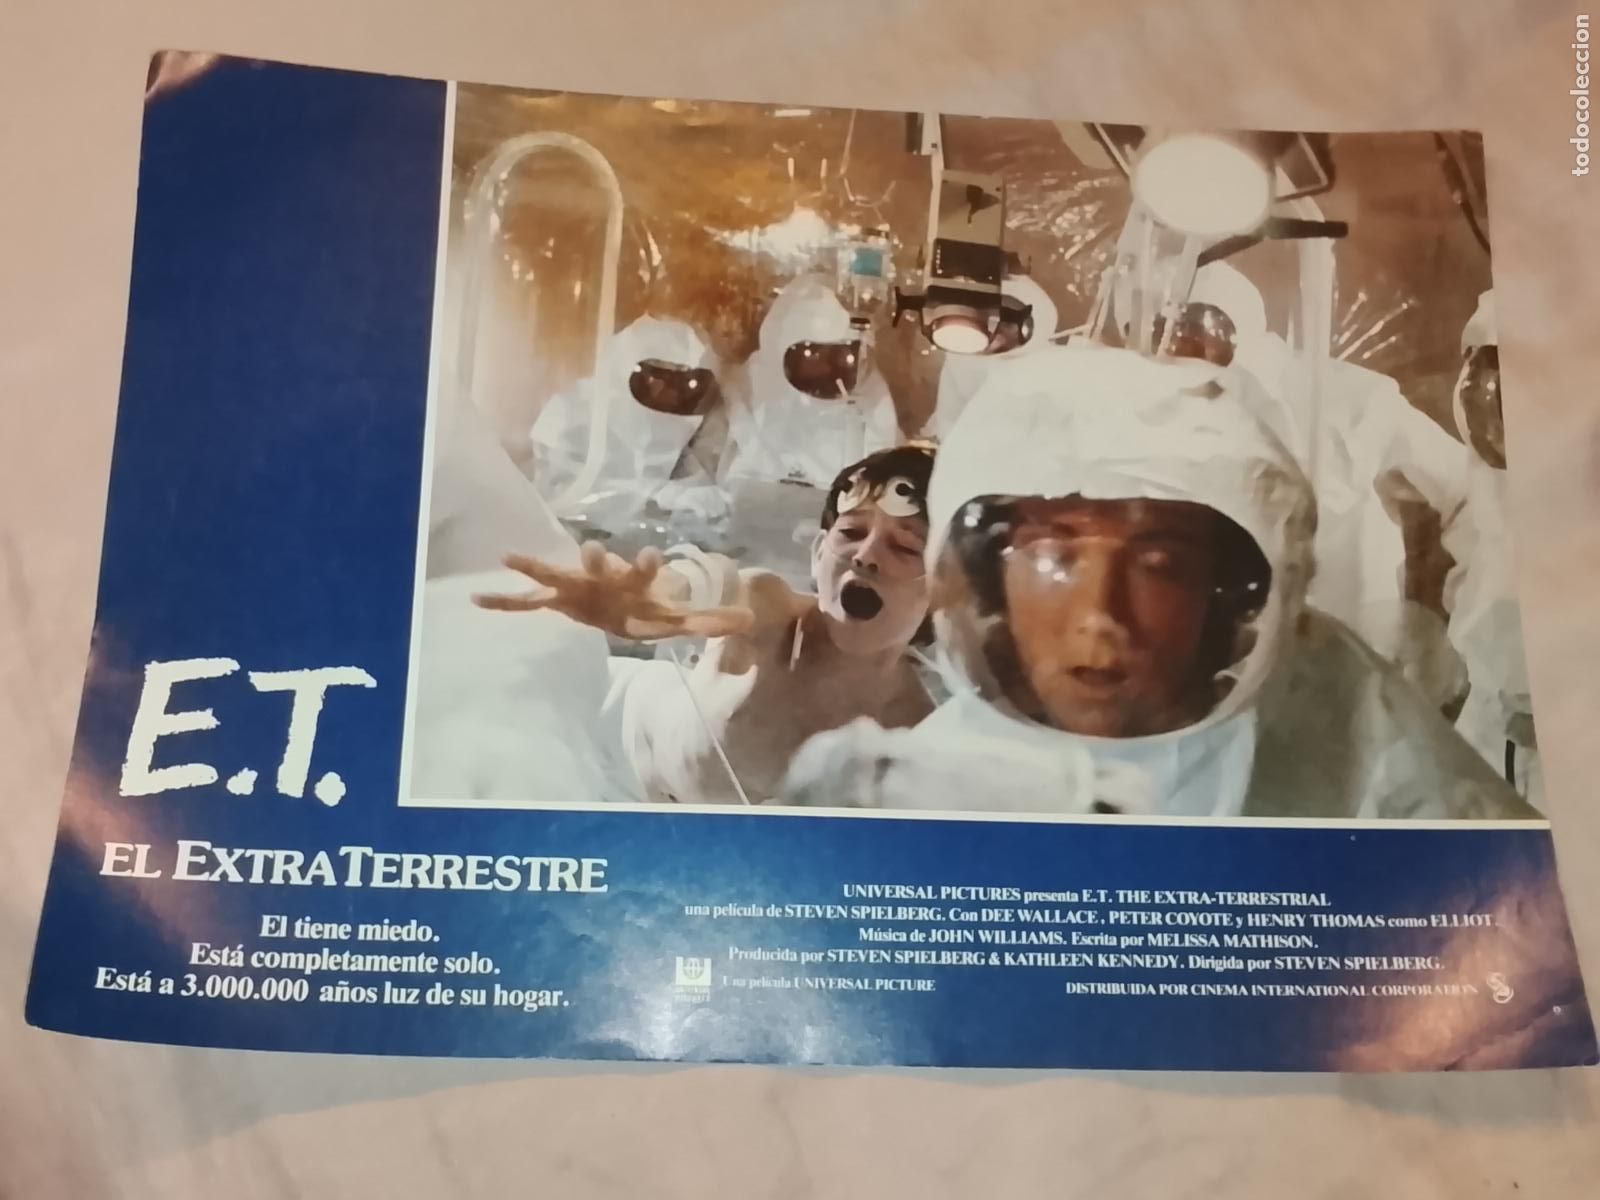 todocoleccion
E.T.
EL EXTRATERRESTRE
El tiene miedo.
Está completamente solo.
Está a 3.000.000 años luz de su hogar.
UNIVERSAL PICTURES presenta E.T. THE EXTRA-TERRESTRIAL
una película de STEVEN SPIELBERG. Con DEE WALLACE, PETER COYOTE y HENRY THOMAS como ELLIOT.
Música de JOHN WILLIAMS. Escrita por MELISSA MATHISON.
Producida por STEVEN SPIELBERG & KATHLEEN KENNEDY. Dirigida por STEVEN SPIELBERG.
Una película UNIVERSAL PICTURE
DISTRIBUIDA POR CINEMA INTERNATIONAL CORPORATION